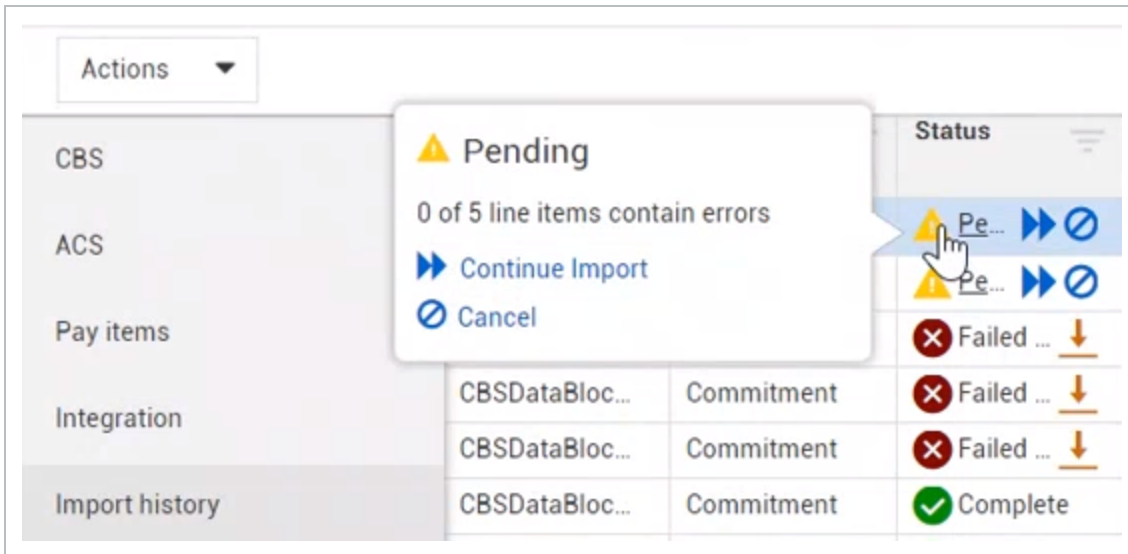 Actions
CBS
ACS
Pay items
Integration
Import history
Pending
0 of 5 line items contain errors
Continue Import
Cancel
Status
Pe...
Pe...
Failed ...
CBSDataBloc... Commitment Failed ...
CBSDataBloc... Commitment Failed ...
CBSDataBloc... Commitment Complete